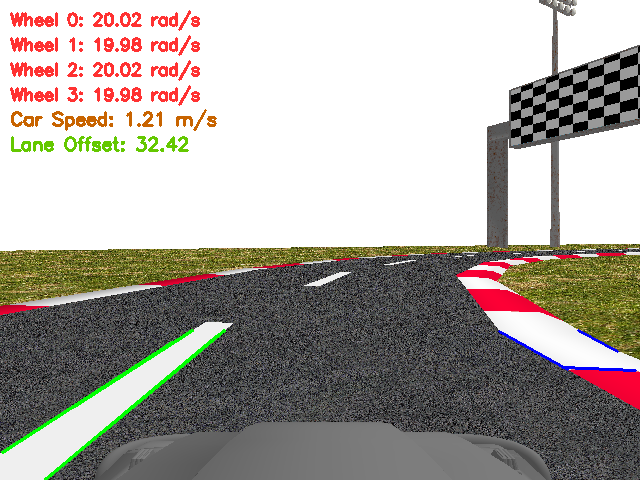 Wheel 0: 20.02 rad/s
Wheel 1: 19.98 rad/s
Wheel 2: 20.02 rad/s
Wheel 3: 19.98 rad/s
Car Speed: 1.21 m/s
Lane Offset: 32.42